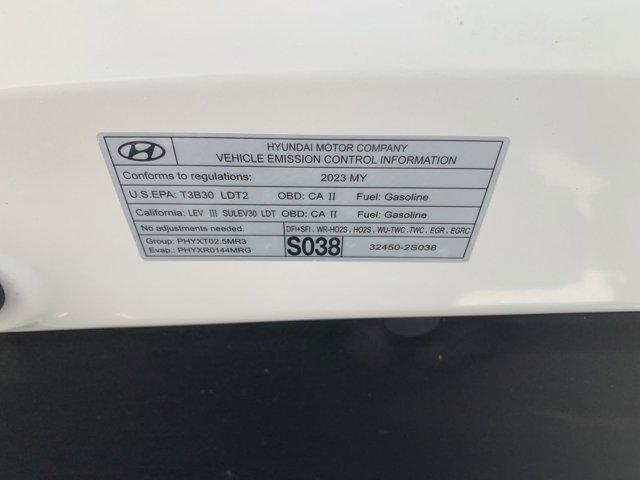 HYUNDAI MOTOR COMPANY
VEHICLE EMISSION CONTROL INFORMATION
Conforms to regulations: 2023 MY
U.S.EPA: T3B30 LDT2 OBD: CA II Fuel: Gasoline
California: LEV III SULEV30 LDT OBD: CA II Fuel: Gasoline
No adjustments needed. DFI+SFI, WR-HO2S, HO2S, WU-TWC, TWC, EGR, EGRC
Group: PHYXT02.5MR3
Evap.: PHYXR0144MRG
S038 32450-2S038